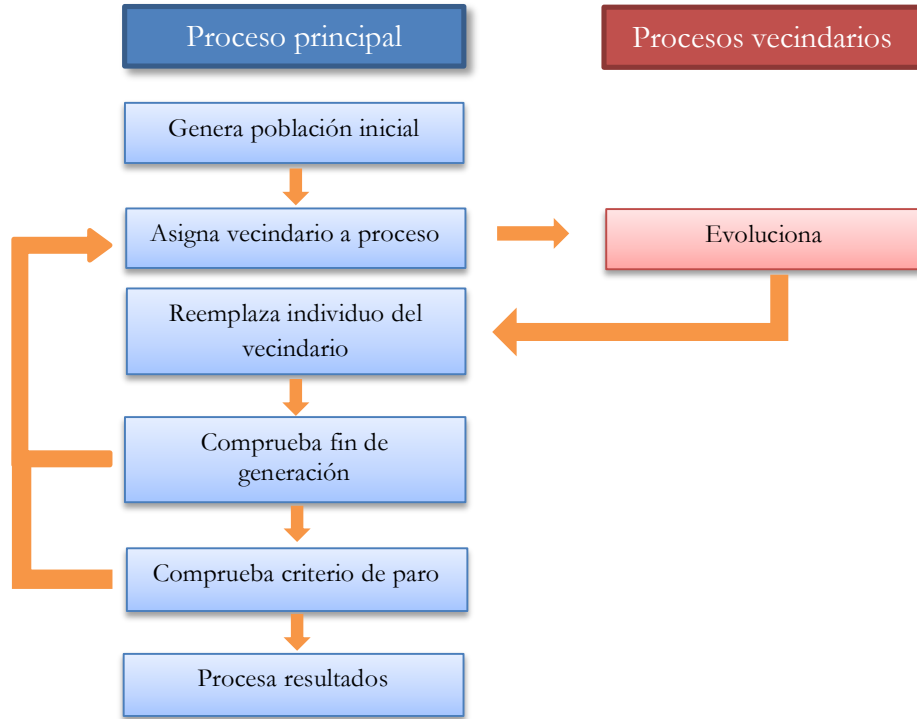 Proceso principal
Procesos vecindarios
Genera población inicial
Asigna vecindario a proceso
Evoluciona
Reemplaza individuo del
vecindario
Comprueba fin de
generación
Comprueba criterio de paro
Procesa resultados